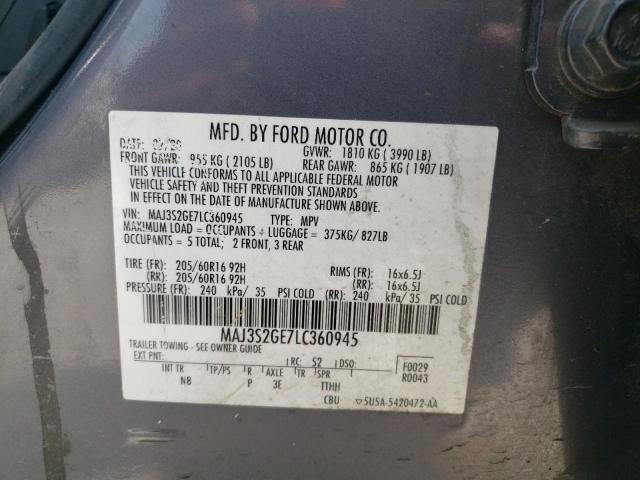 MFD. BY FORD MOTOR CO.
DATE: GVWR: 1810 KG ( 3990 LB)
FRONT GAWR: 955 KG ( 2105 LB) REAR GAWR: 865 KG ( 1907 LB)
THIS VEHICLE CONFORMS TO ALL APPLICABLE FEDERAL MOTOR
VEHICLE SAFETY AND THEFT PREVENTION STANDARDS
IN EFFECT ON THE DATE OF MANUFACTURE SHOWN ABOVE.
VIN: MAJ3S2GE7LC360945 TYPE: MPV
MAXIMUM LOAD = OCCUPANTS + LUGGAGE = 375KG/ 827LB
OCCUPANTS = 5 TOTAL; 2 FRONT, 3 REAR
TIRE (FR): 205/60R16 92H RIMS (FR): 16x6.5J
(RR): 205/60R16 92H (RR): 16x6.5J
PRESSURE (FR): 240 kPa/ 35 PSI COLD (RR): 240 kPa/35 PSI COLD
MAJ3S2GE7LC360945
TRAILER TOWING - SEE OWNER GUIDE
EXT PNT: RC: 52 DSO: F0029
INT TR TP/PS R AXLE TR SPR R0043
NB P 3E TTHH
CBU ▽ 5U5A-5420472-AA